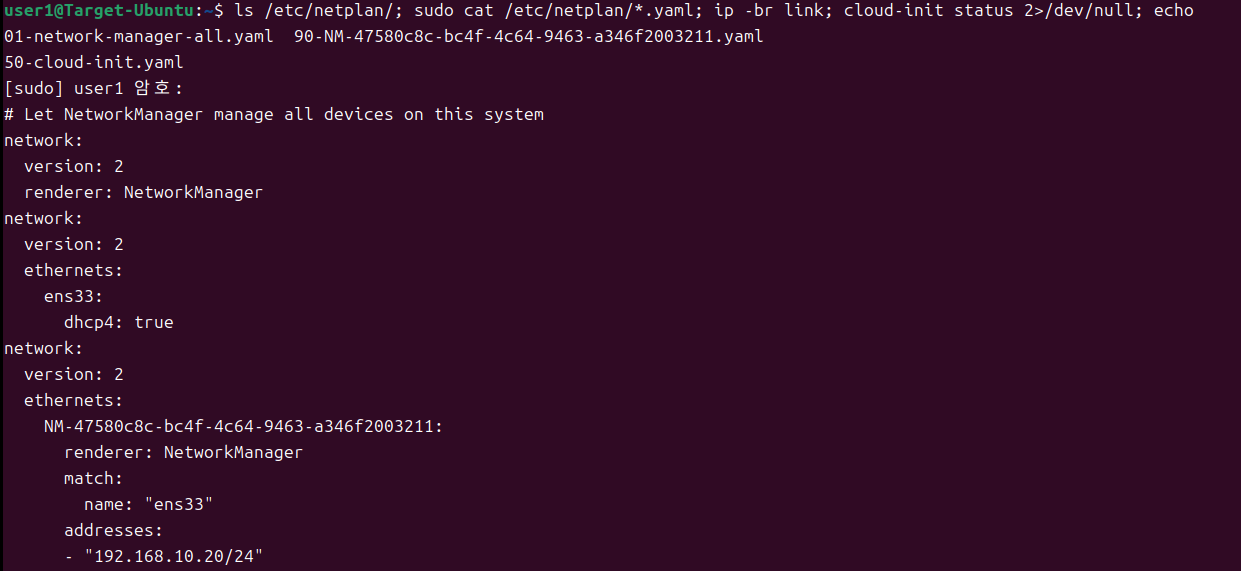 user1@Target-Ubuntu:~$ ls /etc/netplan/; sudo cat /etc/netplan/*.yaml; ip -br link; cloud-init status 2>/dev/null; echo
01-network-manager-all.yaml  90-NM-47580c8c-bc4f-4c64-9463-a346f2003211.yaml
50-cloud-init.yaml
[sudo] user1 암호:
# Let NetworkManager manage all devices on this system
network:
  version: 2
  renderer: NetworkManager
network:
  version: 2
  ethernets:
    ens33:
      dhcp4: true
network:
  version: 2
  ethernets:
    NM-47580c8c-bc4f-4c64-9463-a346f2003211:
      renderer: NetworkManager
      match:
        name: "ens33"
      addresses:
      - "192.168.10.20/24"